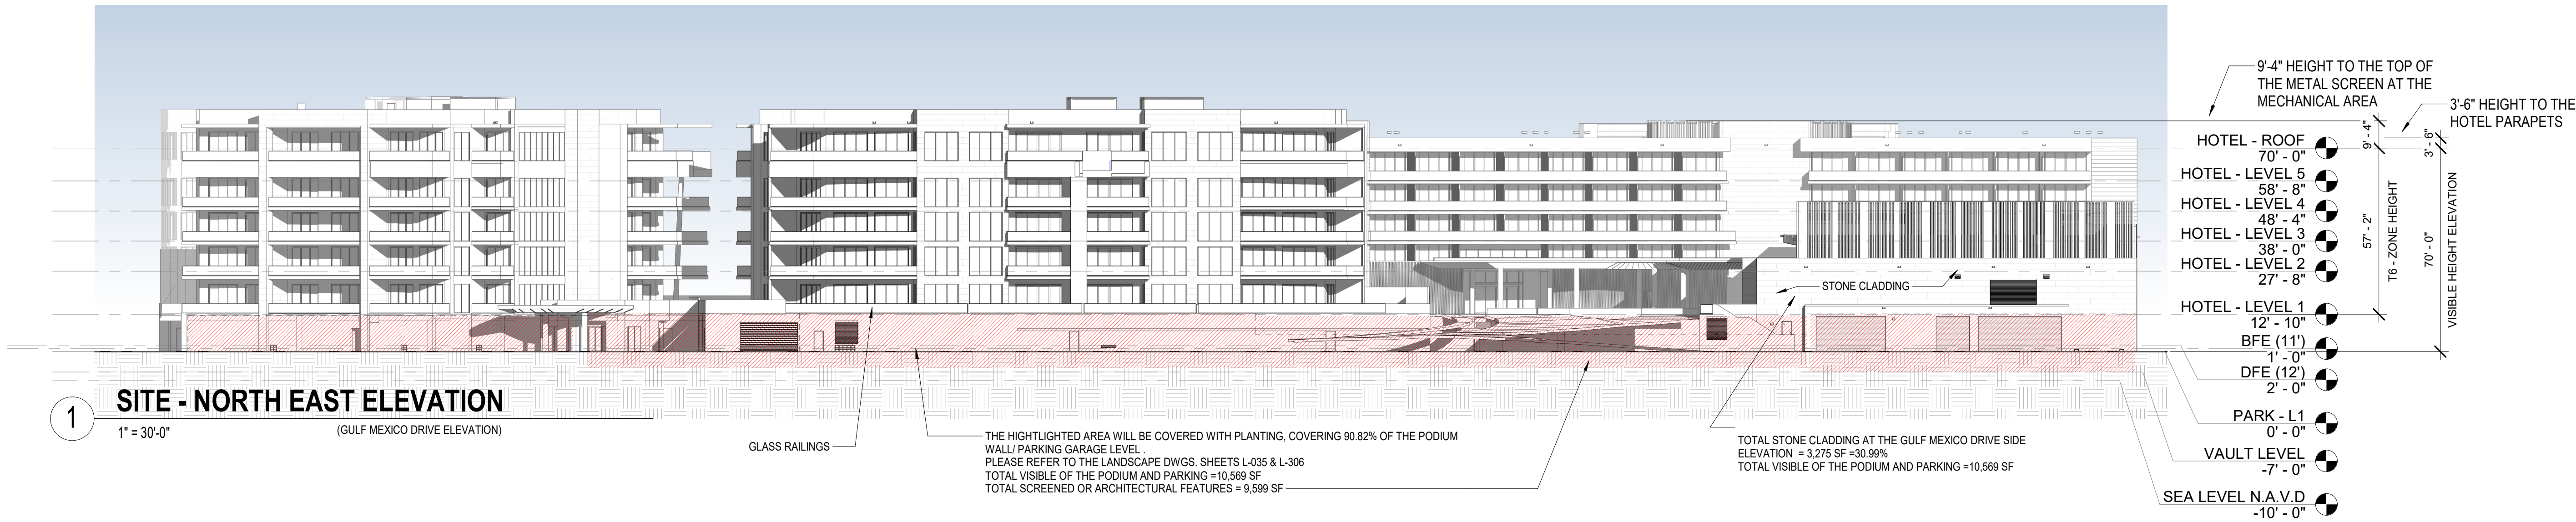 9'-4" HEIGHT TO THE TOP OF
THE METAL SCREEN AT THE
MECHANICAL AREA
3'-6" HEIGHT TO THE
HOTEL PARAPETS
HOTEL - ROOF
70' - 0"
HOTEL - LEVEL 5
58' - 8"
HOTEL - LEVEL 4
48' - 4"
HOTEL - LEVEL 3
38' - 0"
HOTEL - LEVEL 2
27' - 8"
HOTEL - LEVEL 1
12' - 10"
BFE (11')
1' - 0"
DFE (12')
2' - 0"
PARK - L1
0' - 0"
VAULT LEVEL
-7' - 0"
SEA LEVEL N.A.V.D
-10' - 0"
9' - 4"
57' - 2"
T6 - ZONE HEIGHT
3' - 6"
70' - 0"
VISIBLE HEIGHT ELEVATION
STONE CLADDING
1
SITE - NORTH EAST ELEVATION
1" = 30'-0"
(GULF MEXICO DRIVE ELEVATION)
GLASS RAILINGS
THE HIGHTLIGHTED AREA WILL BE COVERED WITH PLANTING, COVERING 90.82% OF THE PODIUM
WALL/ PARKING GARAGE LEVEL .
PLEASE REFER TO THE LANDSCAPE DWGS. SHEETS L-035 & L-306
TOTAL VISIBLE OF THE PODIUM AND PARKING =10,569 SF
TOTAL SCREENED OR ARCHITECTURAL FEATURES = 9,599 SF
TOTAL STONE CLADDING AT THE GULF MEXICO DRIVE SIDE
ELEVATION = 3,275 SF =30.99%
TOTAL VISIBLE OF THE PODIUM AND PARKING =10,569 SF